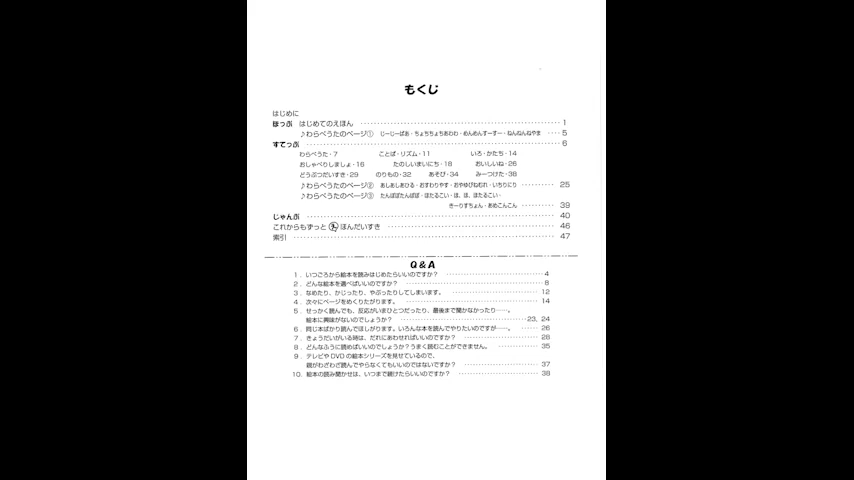 もくじ
はじめに
ほっぷ はじめてのえほん ……………………………………… 1
♪わらべうたのページ① じーじーばあ・ちょちちょちあわわ・めんめんすーすー・ねんねんねやま …… 5
すてっぷ ……………………………………… 6
わらべうた・7 ことば・リズム・11 いろ・かたち・14
おしゃべりしましょ・16 たのしいまいにち・18 おいしいね・26
どうぶつだいすき・29 のりもの・32 あそび・34 みーつけた・38
♪わらべうたのページ② あしあしあひる・おすわりやす・おやゆびねむれ・いちりにり ………… 25
♪わらべうたのページ③ たんぽぽたんぽぽ・ほたるこい・ほ、ほ、ほたるこい・
きーりすちょん・あめこんこん ………… 39
じゃんぷ ……………………………………… 40
これからもずっと ほんだいすき ……………………………………… 46
索引 ……………………………………… 47
Q&A
1．いつごろから絵本を読みはじめたらいいのですか？ ………………… 4
2．どんな絵本を選べばいいのですか？ ………………… 8
3．なめたり、かじったり、やぶったりしてしまいます。 ………………… 12
4．次々にページをめくりたがります。 ………………… 14
5．せっかく読んでも、反応がいまひとつだったり、最後まで聞かなかったり……。
絵本に興味がないのでしょうか？ ………………… 23, 24
6．同じ本ばかり読んでほしがります。いろんな本を読んでやりたいのですが……。 …… 26
7．きょうだいがいる時は、だれにあわせればいいですか？ ………………… 28
8．どんなふうに読めばいいのでしょうか？うまく読むことができません。 ………… 35
9．テレビやDVDの絵本シリーズを見せているので、
親がわざわざ読んでやらなくてもいいのではないですか？ ………………… 37
10．絵本の読み聞かせは、いつまで続けたらいいのですか？ ………………… 38